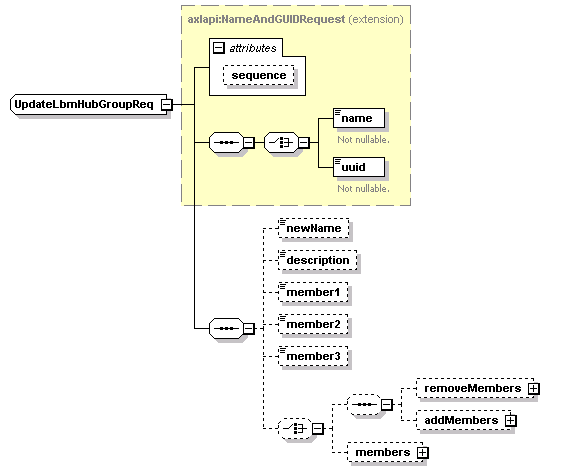 axlapi:NameAndGUIDRequest (extension)
attributes
sequence
UpdateLbmHubGroupReq
name
Not nullable.
uuid
Not nullable.
newName
description
member1
member2
member3
removeMembers
addMembers
members